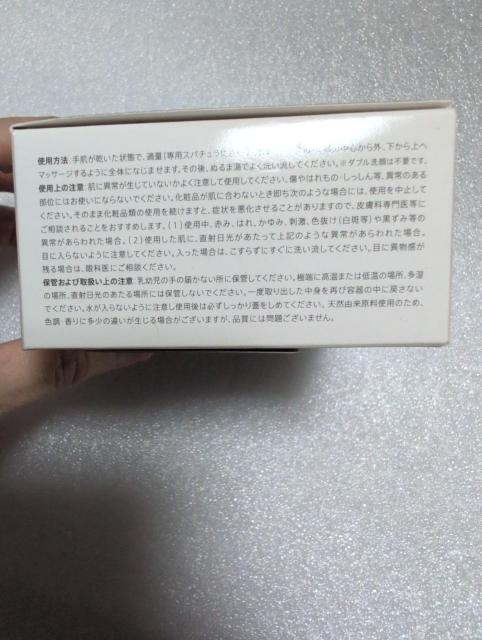 使用方法:手肌が乾いた状態で、適量(専用スパチュラに 中心から外、下から上へ
マッサージするように全体になじませます。その後、ぬるま湯でよく洗い流してください。※ダブル洗顔は不要です。
使用上の注意:肌に異常が生じていないかよく注意して使用してください。傷やはれもの・しっしん等、異常のある
部位にはお使いにならないでください。化粧品が肌に合わないとき即ち次のような場合には、使用を中止して
ください。そのまま化粧品類の使用を続けますと、症状を悪化させることがありますので、皮膚科専門医等に
ご相談されることをおすすめします。(1)使用中、赤み、はれ、かゆみ、刺激、色抜け(白斑等)や黒ずみ等の
異常があらわれた場合。(2)使用した肌に、直射日光があたって上記のような異常があらわれた場合。
目に入らないように注意してください。入った場合は、こすらずにすぐに洗い流してください。目に異物感が
残る場合は、眼科医にご相談ください。
保管および取扱い上の注意:乳幼児の手の届かない所に保管してください。極端に高温または低温の場所、多湿
の場所、直射日光のあたる場所には保管しないでください。一度取り出した中身を再び容器の中に戻さない
でください。水が入らないように注意し使用後は必ずしっかり蓋をしめてください。天然由来原料使用のため、
色調・香りに多少の違いが生じる場合がございますが、品質には問題ございません。